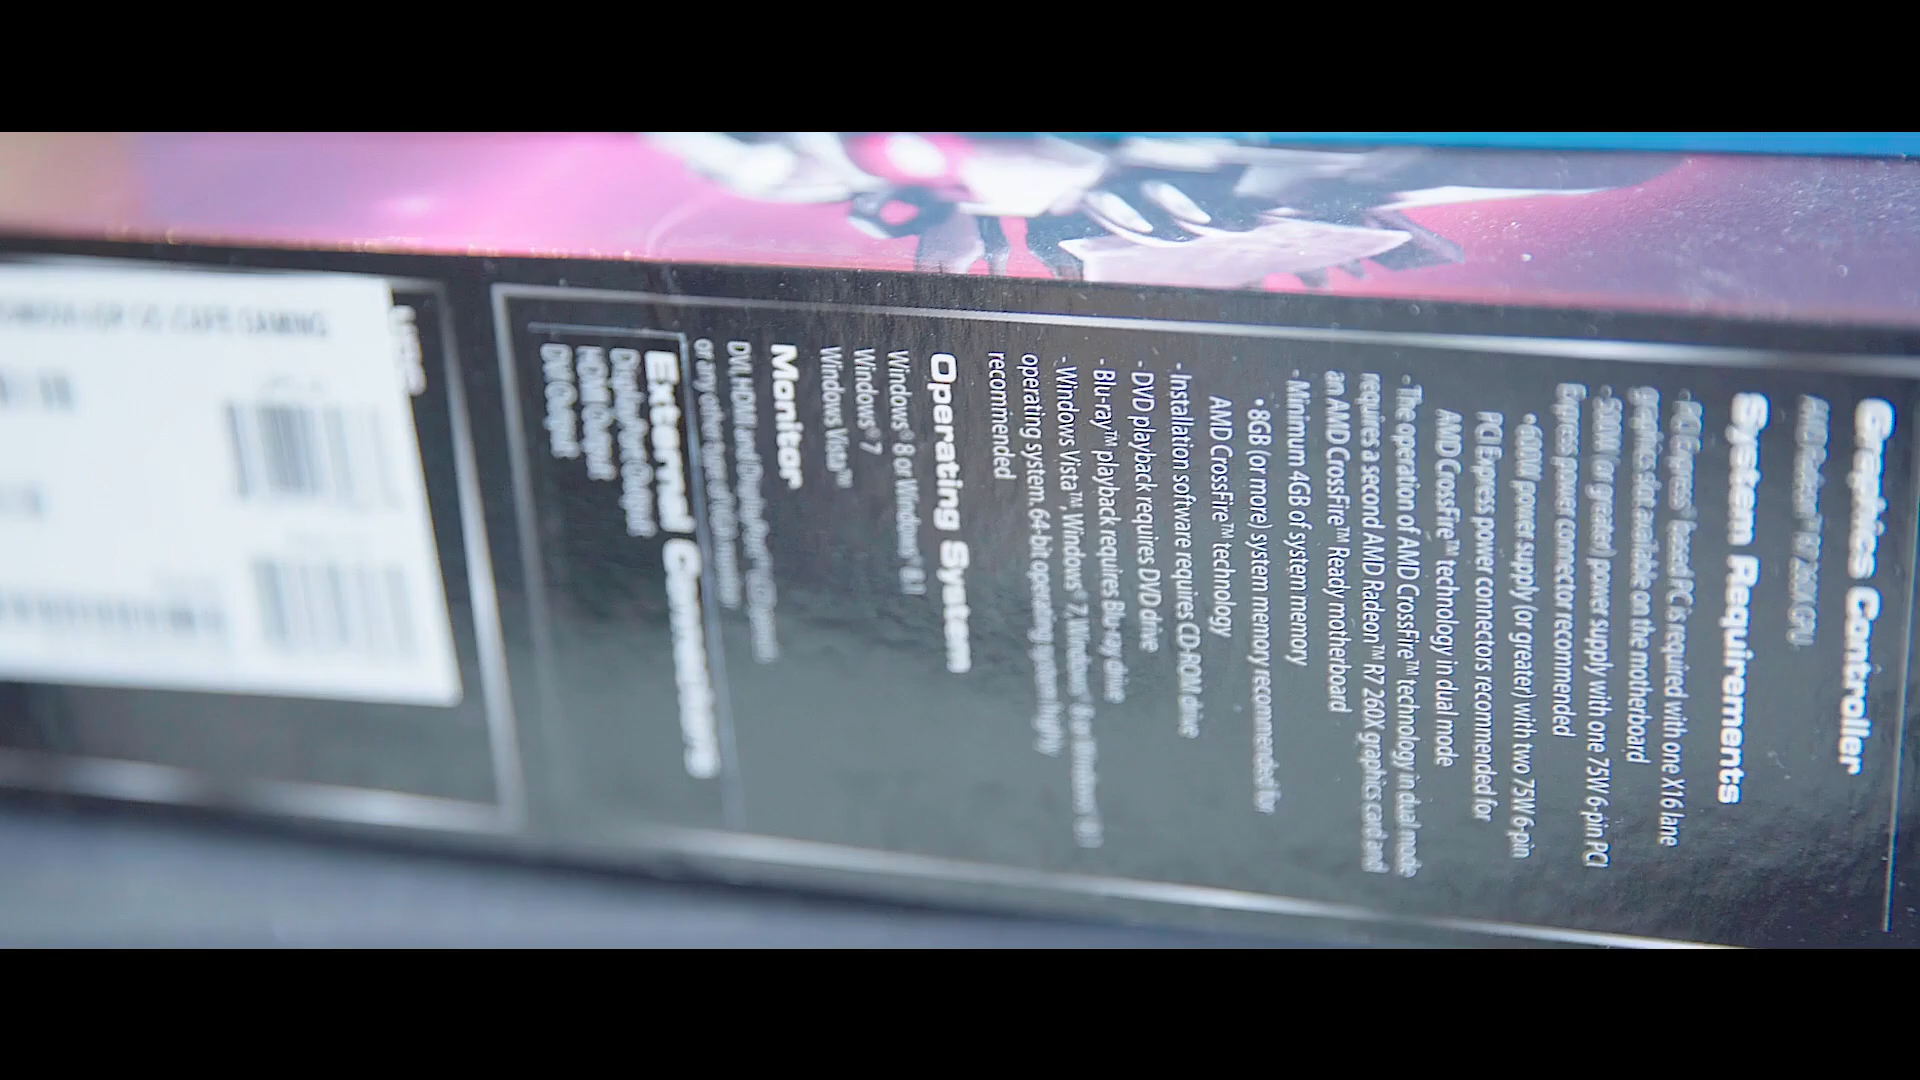 Graphics Controller
AMD Radeon™ R7 260X GPU
System Requirements
- PCI Express® based PC is required with one X16 lane
graphics slot available on the motherboard
- 500W (or greater) power supply with one 75W 6-pin PCI
Express power connector recommended
• 600W power supply (or greater) with two 75W 6-pin
PCI Express power connectors recommended for
AMD CrossFire™ technology in dual mode
- The operation of AMD CrossFire™ technology in dual mode
requires a second AMD Radeon™ R7 260X graphics card and
an AMD CrossFire™ Ready motherboard
- Minimum 4GB of system memory
• 8GB (or more) system memory recommended for
AMD CrossFire™ technology
- Installation software requires CD-ROM drive
- DVD playback requires DVD drive
- Blu-ray™ playback requires Blu-ray drive
- Windows Vista™, Windows® 7, Windows® 8 or Windows® 8.1
operating system. 64-bit operating system highly
recommended
Operating System
Windows® 8 or Windows® 8.1
Windows® 7
Windows Vista™
Monitor
DVI, HDMI and DisplayPort
or any other type of VGA monitor
External Connectors
DisplayPort Output
HDMI Output
DVI Output